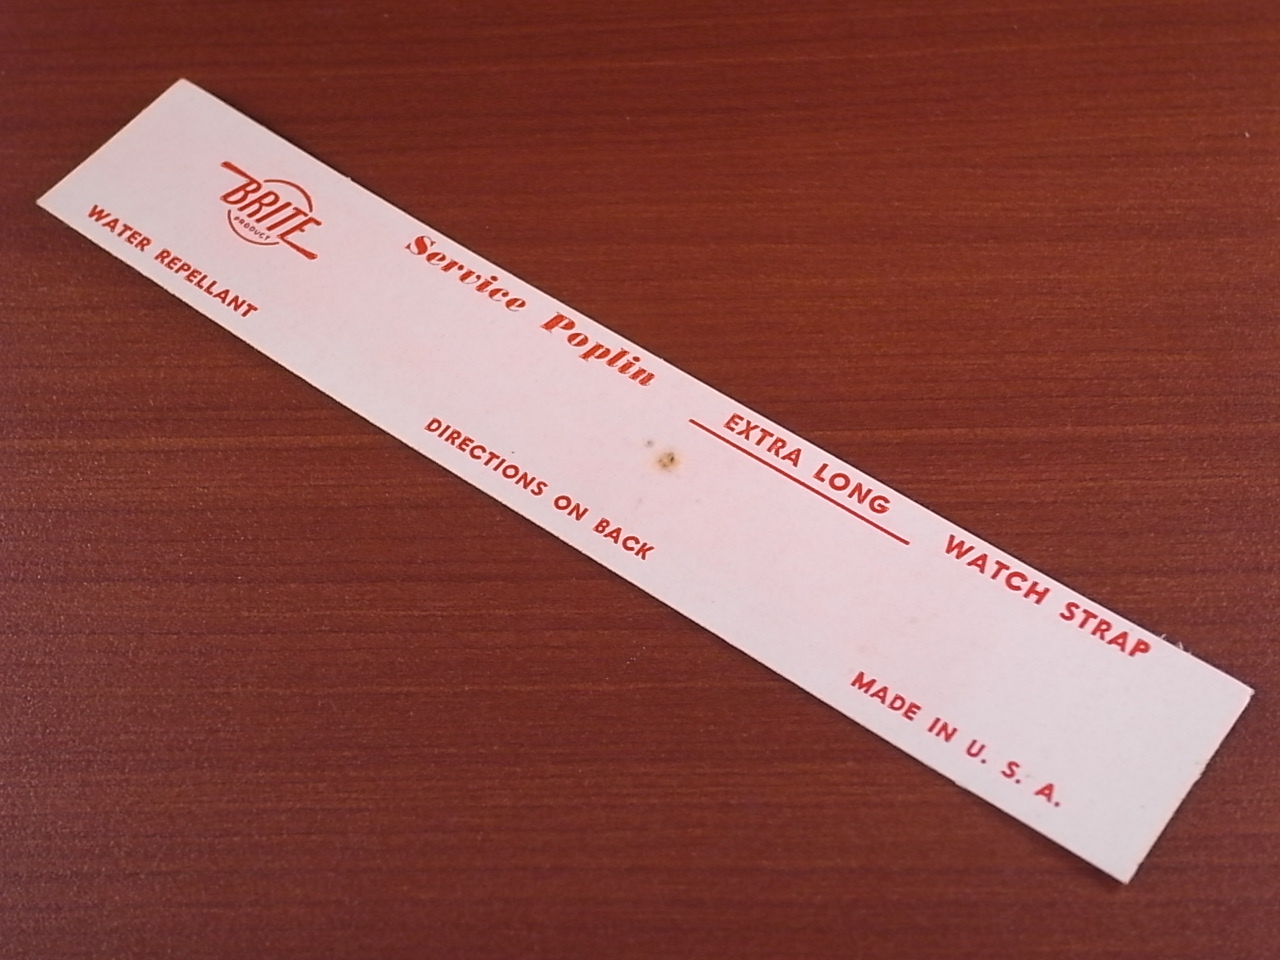 BRITE
PRODUCT
Service Poplin
EXTRA LONG
WATCH STRAP
WATER REPELLANT
DIRECTIONS ON BACK
MADE IN U. S. A.